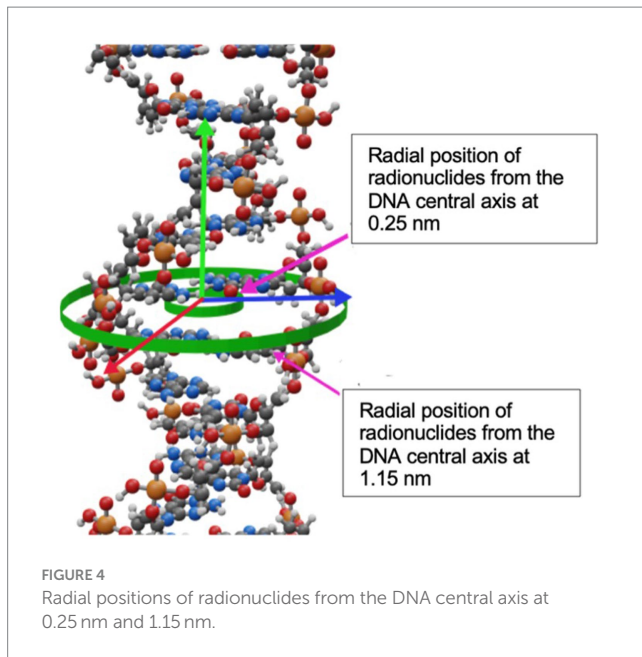 Radial position of
radionuclides from the
DNA central axis at
0.25 nm
Radial position of
radionuclides from the
DNA central axis at
1.15 nm
FIGURE 4
Radial positions of radionuclides from the DNA central axis at
0.25 nm and 1.15 nm.